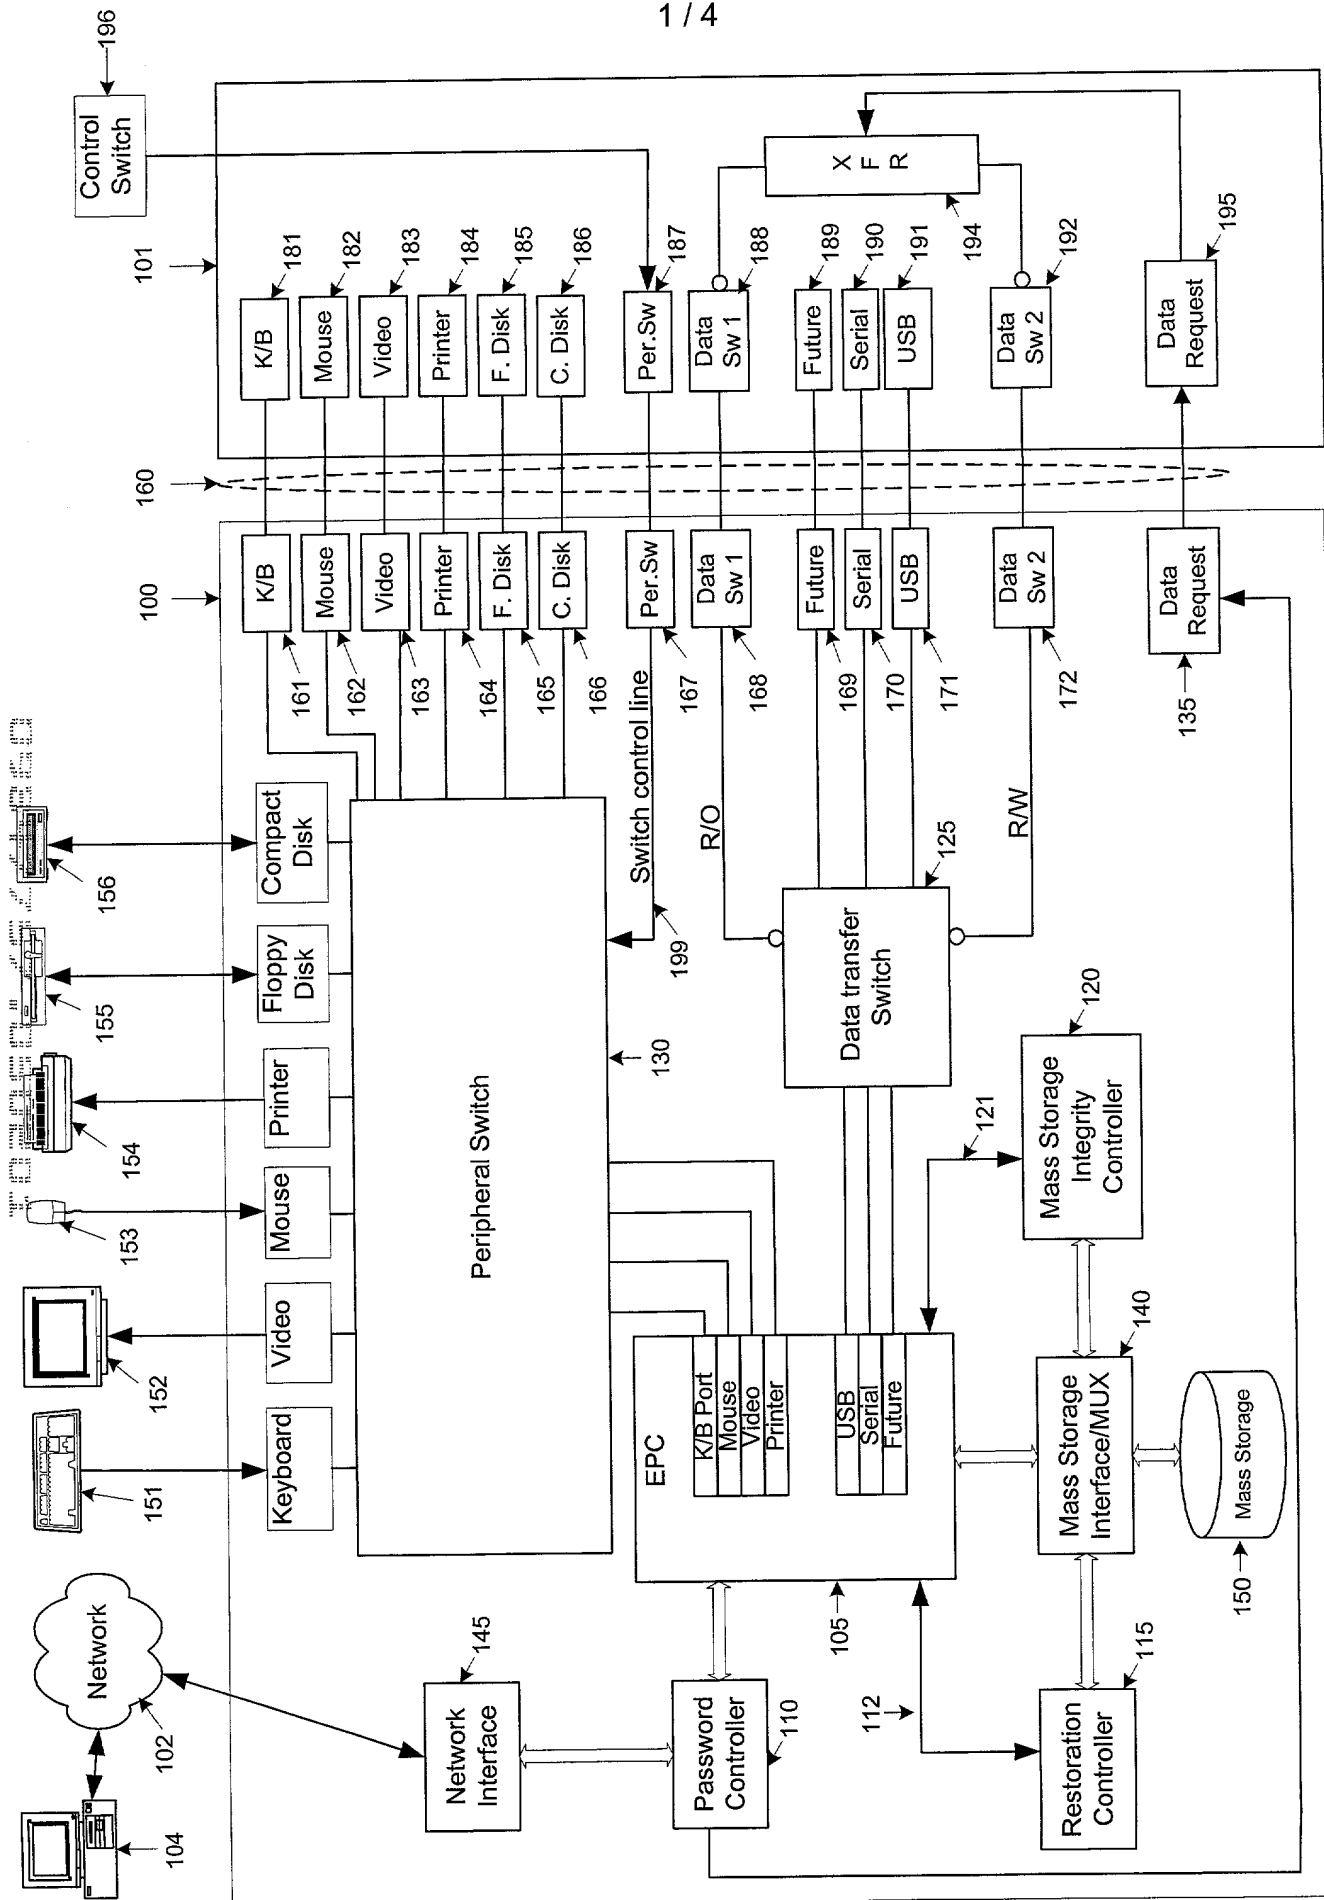 1 / 4
196
Control
Switch
101
K/B
181
Mouse
182
Video
183
Printer
184
F. Disk
185
C. Disk
186
Per.Sw
187
Data
Sw 1
188
Future
189
Serial
190
USB
191
Data
Sw 2
192
X
F
R
194
Data
Request
195
160
100
K/B
161
Mouse
162
Video
163
Printer
164
F. Disk
165
C. Disk
166
Per.Sw
167
Data
Sw 1
168
Future
169
Serial
170
USB
171
Data
Sw 2
172
Data
Request
135
Switch control line
199
R/O
R/W
156
Compact
Disk
155
Floppy
Disk
154
Printer
153
Mouse
152
Video
151
Keyboard
Peripheral Switch
130
Data transfer
Switch
125
EPC
K/B Port
Mouse
Video
Printer
USB
Serial
Future
105
121
Mass Storage
Integrity
Controller
120
Mass Storage
Interface/MUX
140
Mass Storage
150
Network
102
104
Network
Interface
145
Password
Controller
110
112
Restoration
Controller
115